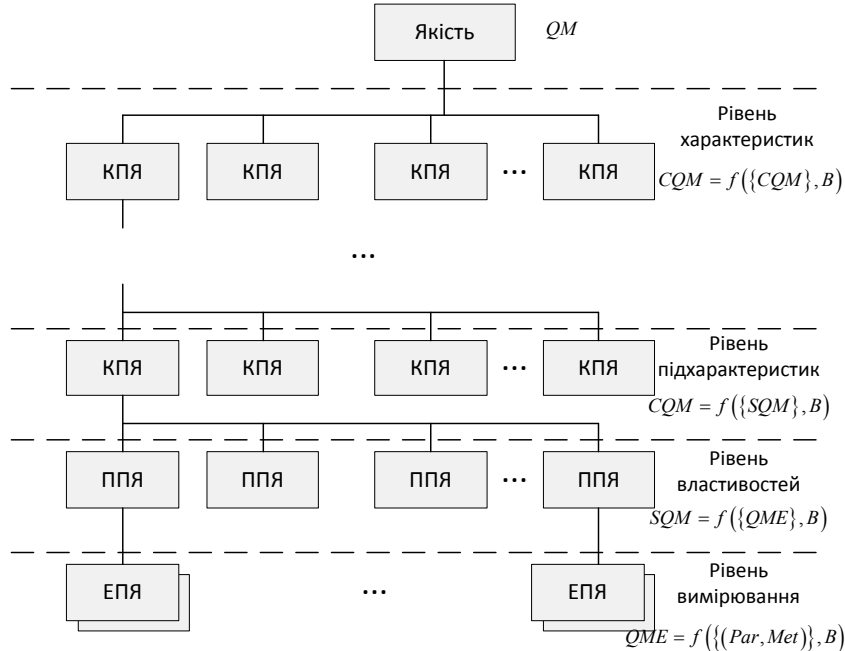 Якість QM
Рівень
характеристик
КПЯ КПЯ КПЯ ... КПЯ
CQM = f({CQM}, B)
...
Рівень
підхарактеристик
КПЯ КПЯ КПЯ ... КПЯ
CQM = f({SQM}, B)
Рівень
властивостей
ППЯ ППЯ ППЯ ... ППЯ
SQM = f({QME}, B)
Рівень
вимірювання
ЕПЯ ... ЕПЯ
QME = f({(Par, Met)}, B)